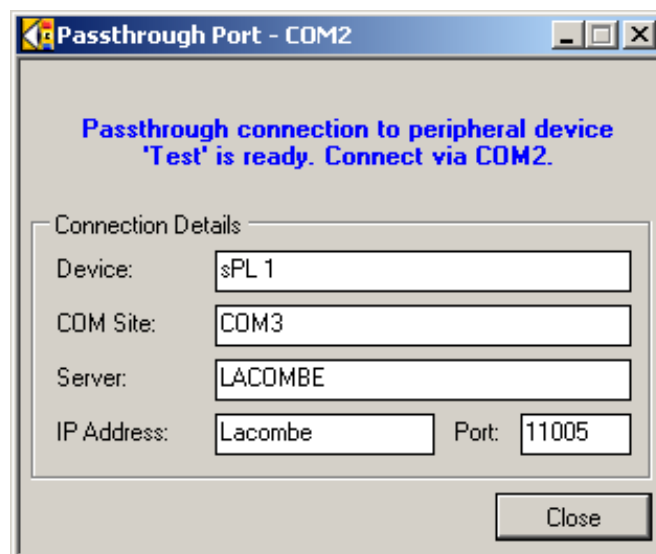 Passthrough Port - COM2
Passthrough connection to peripheral device
'Test' is ready. Connect via COM2.
Connection Details
Device: sPL 1
COM Site: COM3
Server: LACOMBE
IP Address: Lacombe Port: 11005
Close